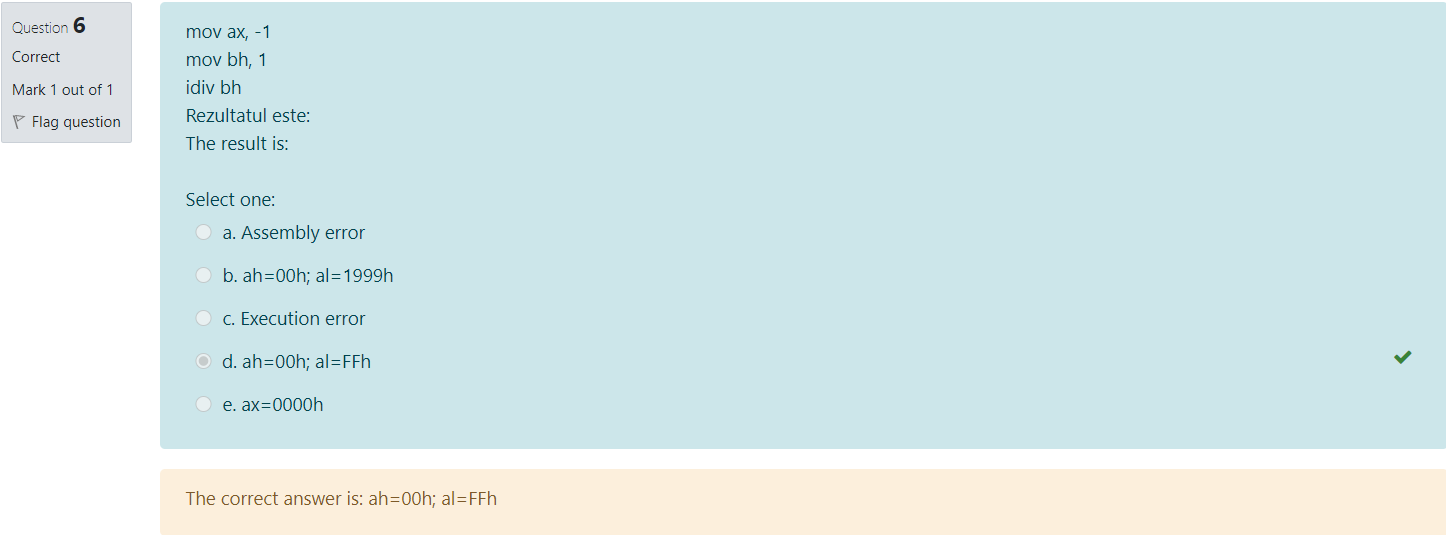 Question 6
Correct
Mark 1 out of 1
Flag question
mov ax, -1
mov bh, 1
idiv bh
Rezultatul este:
The result is:
Select one:
a. Assembly error
b. ah=00h; al=1999h
c. Execution error
d. ah=00h; al=FFh
e. ax=0000h
The correct answer is: ah=00h; al=FFh